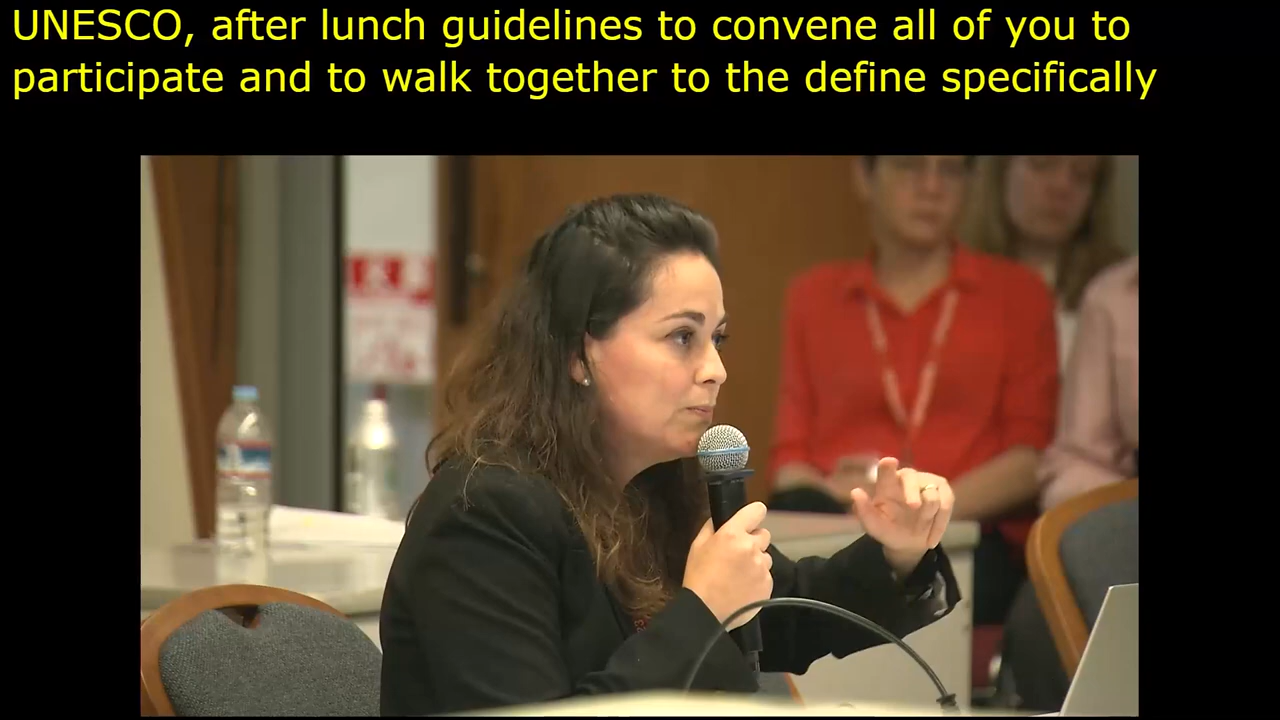 UNESCO, after lunch guidelines to convene all of you to
participate and to walk together to the define specifically